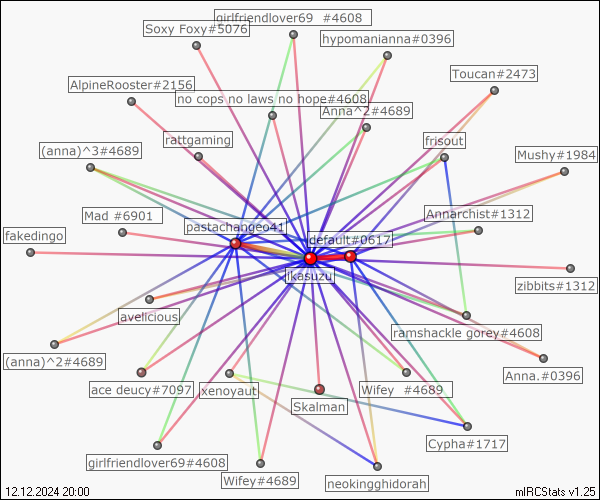 girlfriendlover69 #4608
Soxy Foxy#5076
hypomanianna#0396
Toucan#2473
AlpineRooster#2156
no cops no laws no hope#4608
Anna^2#4689
rattgaming
frisout
(anna)^3#4689
Mushy#1984
Mad #6901
pastachangeo41
Annarchist#1312
fakedingo
default#0617
ikasuzu
zibbits#1312
avelicious
ramshackle gorey#4608
(anna)^2#4689
Anna.#0396
ace deucy#7097
xenoyaut
Wifey #4689
Skalman
Cypha#1717
girlfriendlover69#4608
Wifey#4689
neokingghidorah
12.12.2024 20:00
mIRCStats v1.25